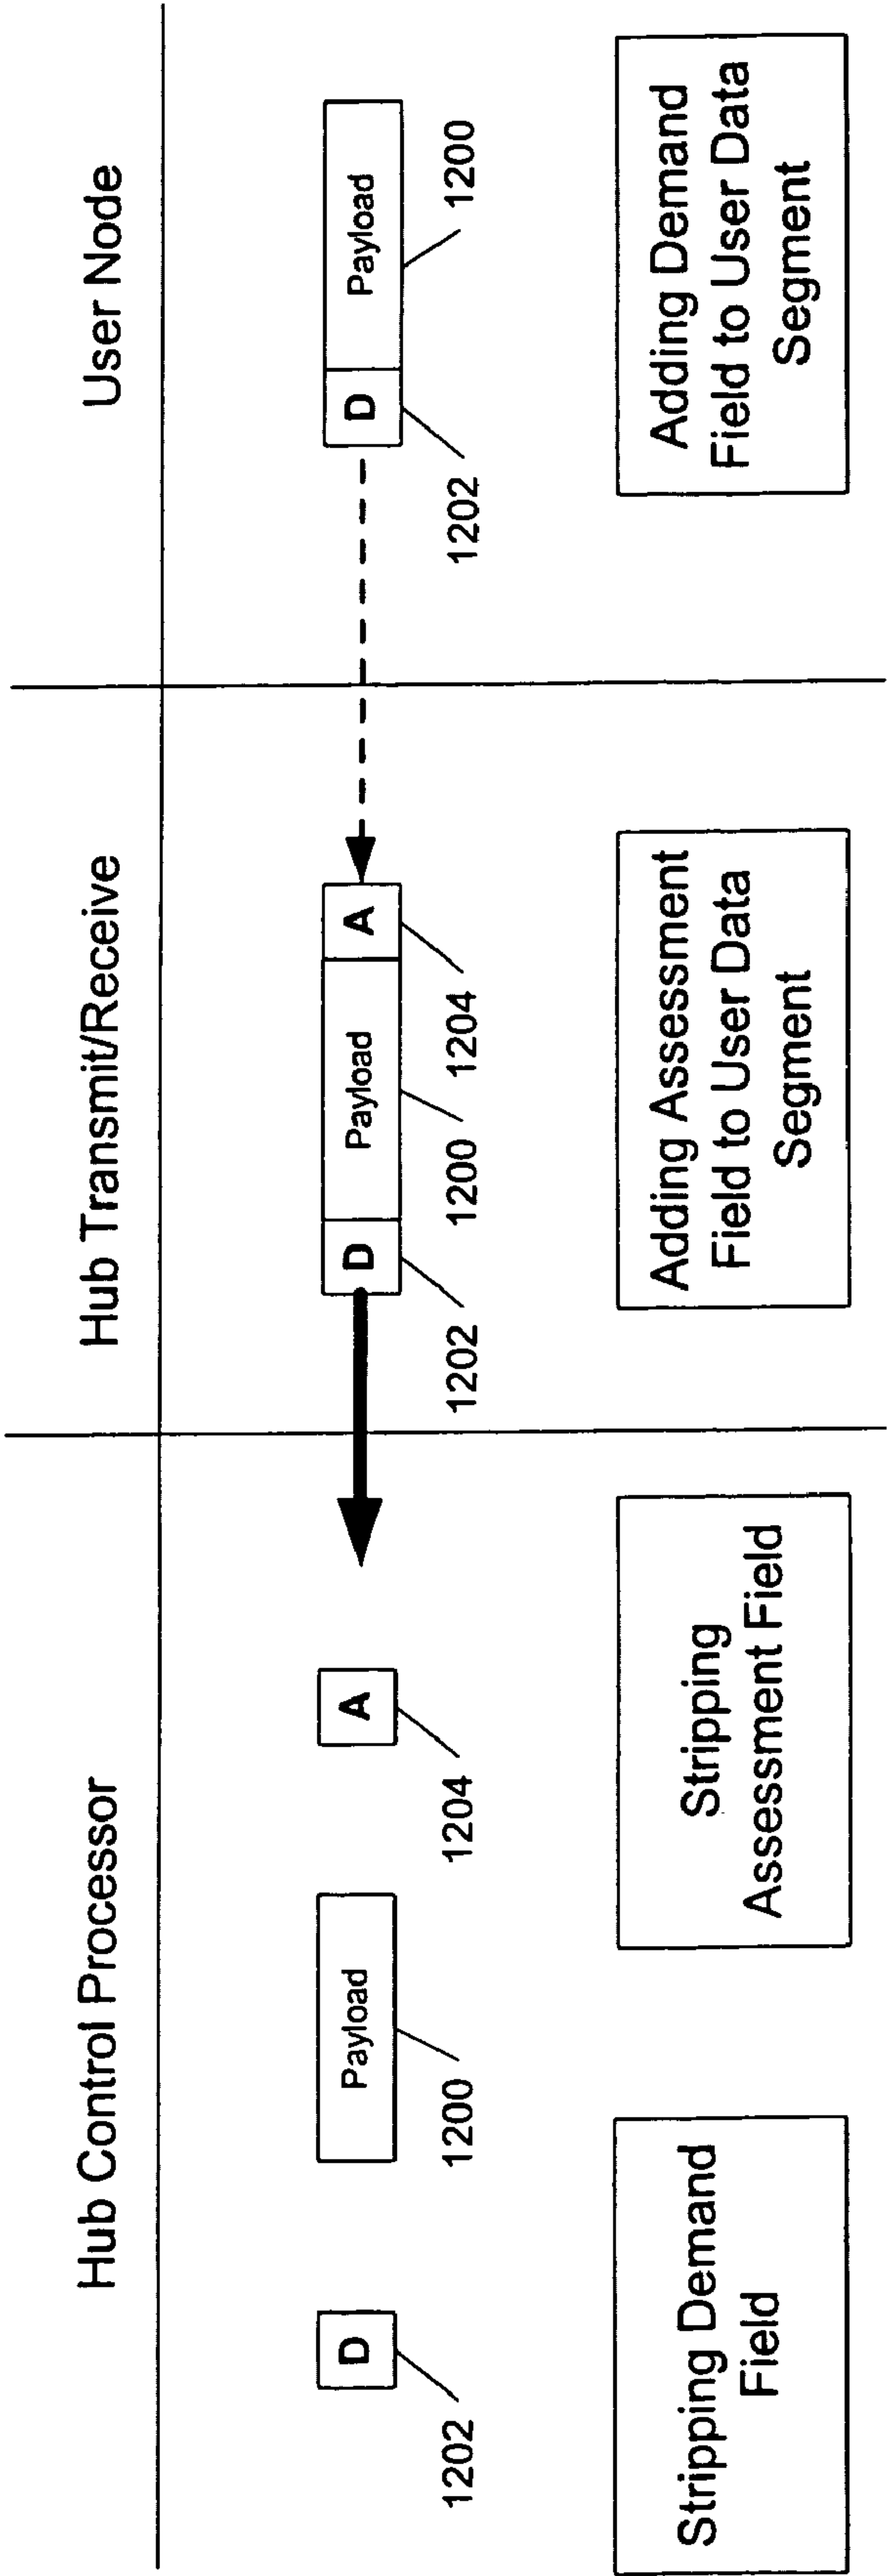 Hub Control Processor
Hub Transmit/Receive
User Node
D
Payload
A
D
Payload
A
D
Payload
1202
1200
1204
1202
1200
1204
1202
1200
Stripping Demand
Field
Stripping
Assessment Field
Adding Assessment
Field to User Data
Segment
Adding Demand
Field to User Data
Segment